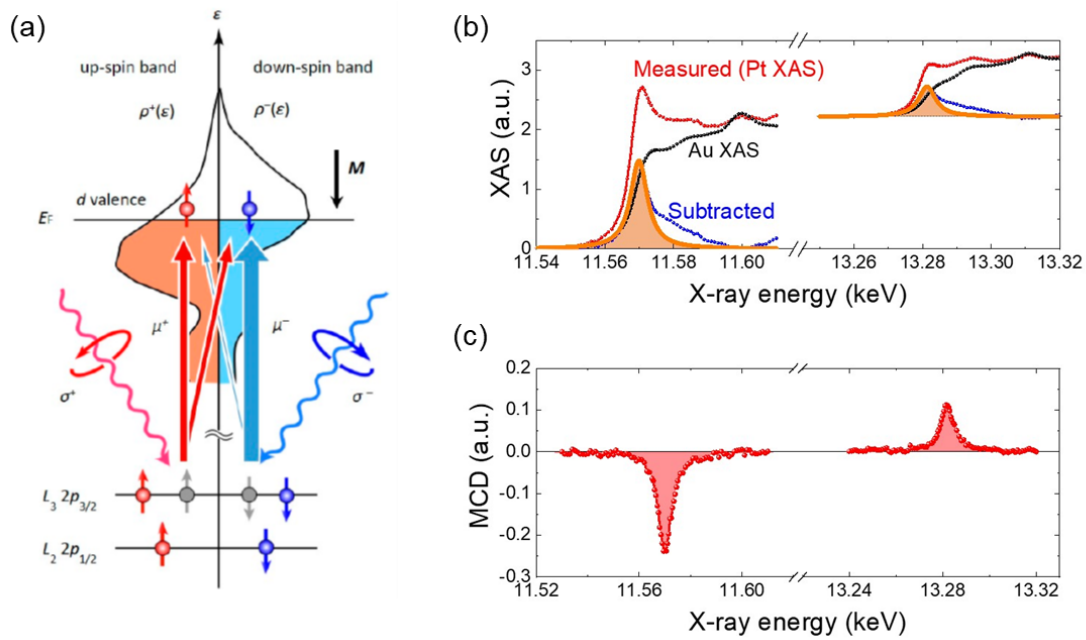 (a)
ε
up-spin band
down-spin band
ρ⁺(ε)
ρ⁻(ε)
M
d valence
EF
μ⁺
μ⁻
σ⁺
σ⁻
L₃ 2p₃/₂
L₂ 2p₁/₂
(b)
XAS (a.u.)
3
2
1
0
Measured (Pt XAS)
Au XAS
Subtracted
11.54
11.56
11.58
11.60
13.26
13.28
13.30
13.32
X-ray energy (keV)
(c)
MCD (a.u.)
0.2
0.1
0.0
-0.1
-0.2
-0.3
11.52
11.56
11.60
13.24
13.28
13.32
X-ray energy (keV)